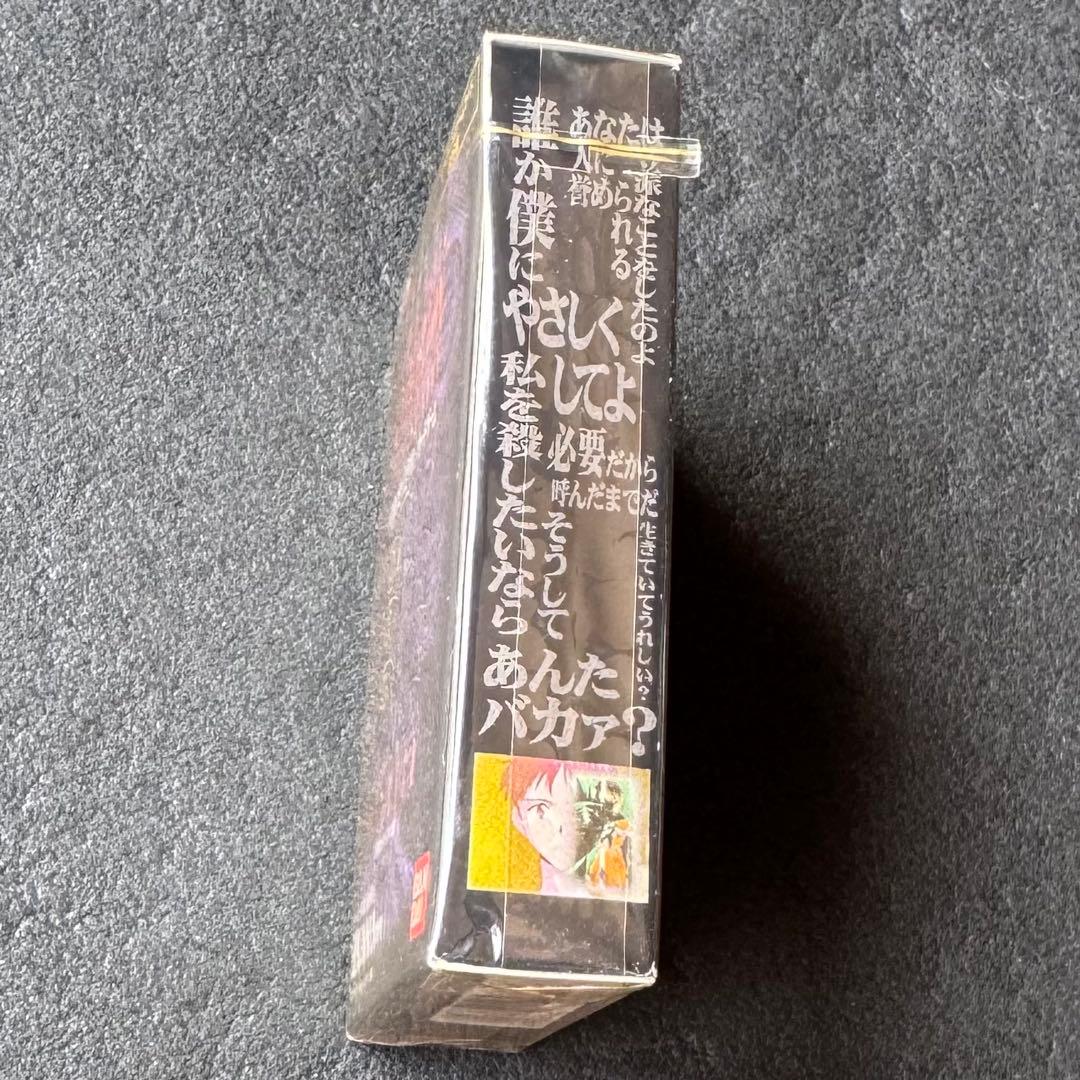 誰か僕に
やさしく
してよ
あなたは
人に
誉められる
立派なことをしたのよ
私を殺したいなら
そうして
必要だから
呼んだまでだ
生きていてうれしい?
あんた
バカァ?